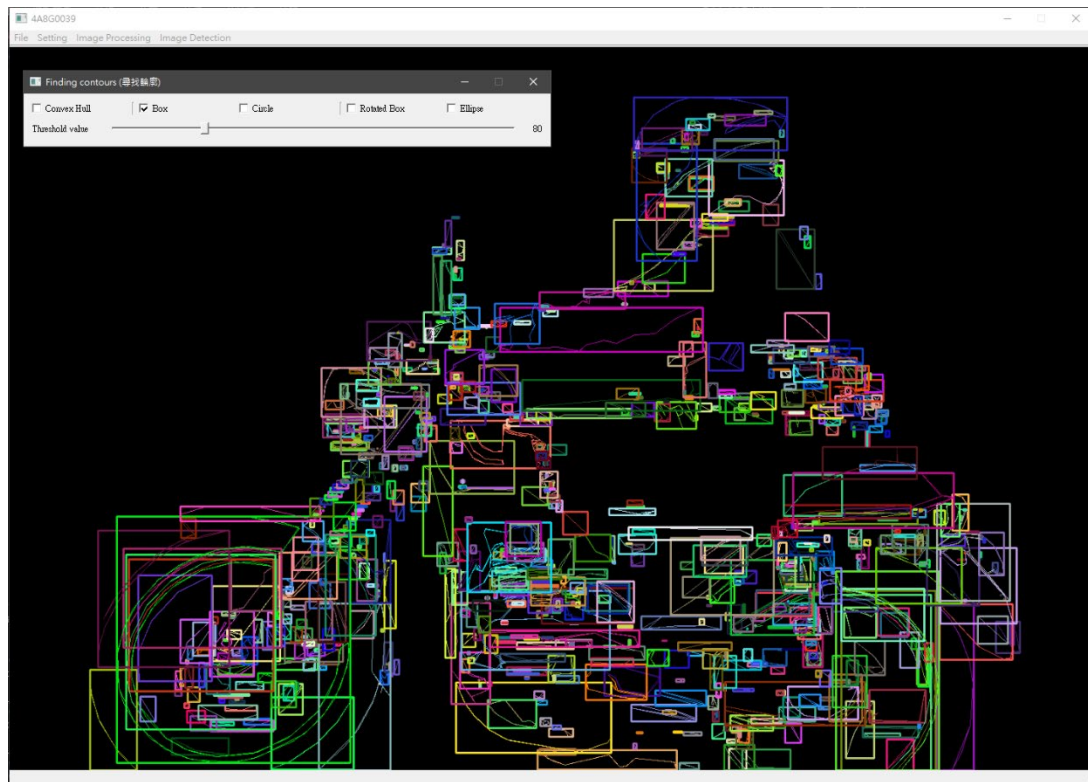 4A8G0039
File Setting Image Processing Image Detection
Finding contours (尋找輪廓)
Convex Hull Box Circle Rotated Box Ellipse
Threshold value 80